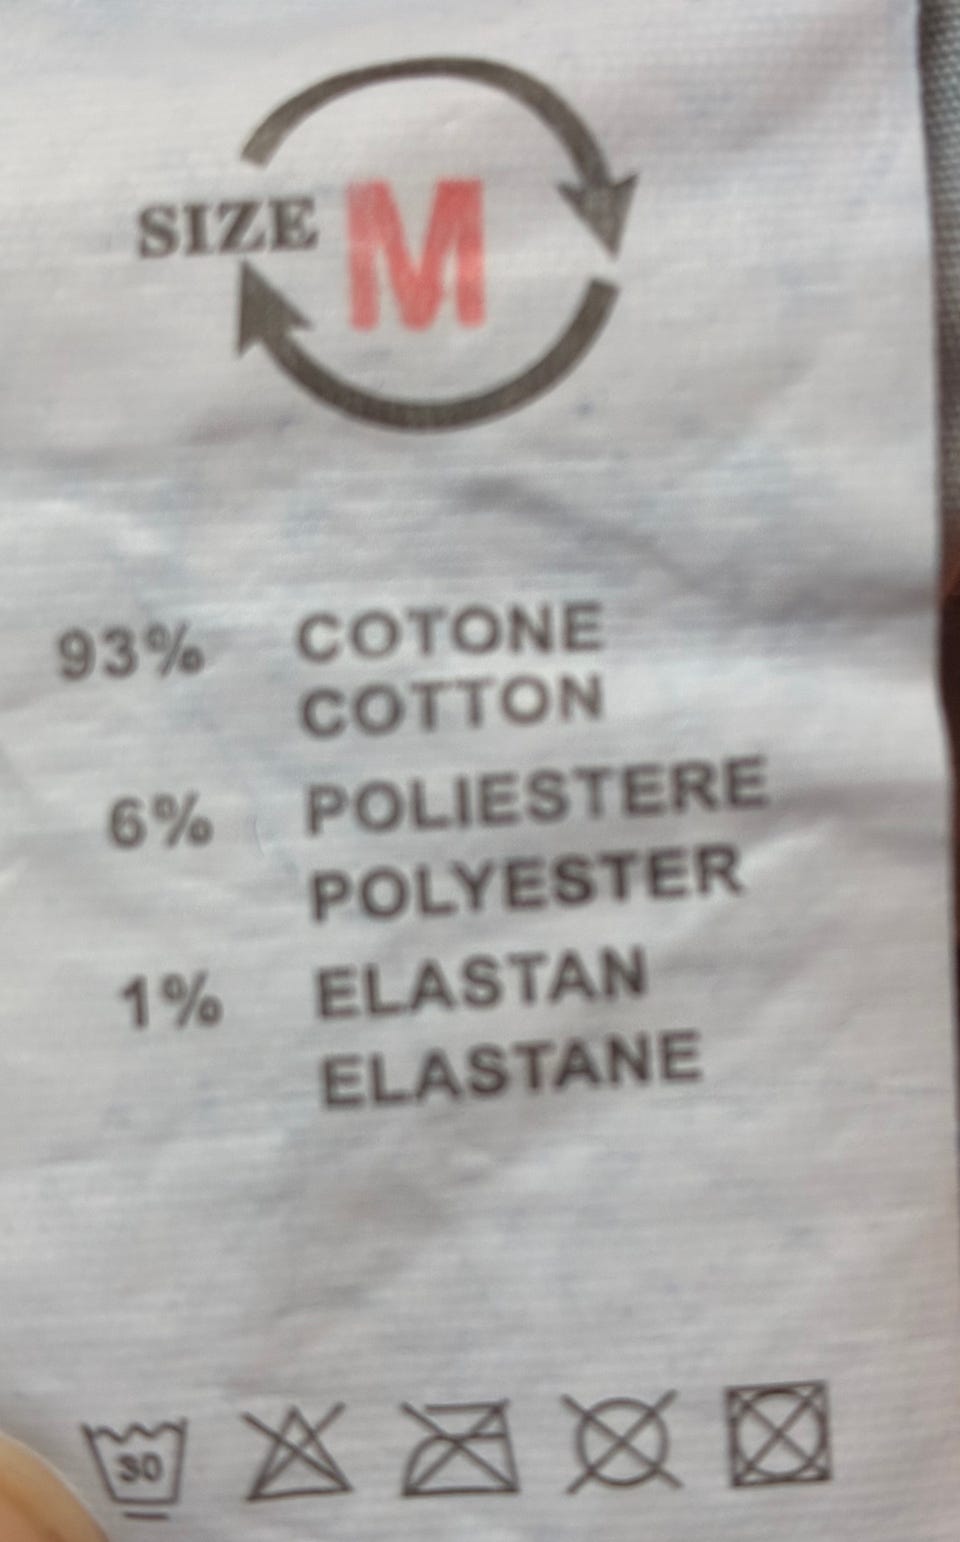 SIZE M
93% COTONE
COTTON
6% POLIESTERE
POLYESTER
1% ELASTAN
ELASTANE
30